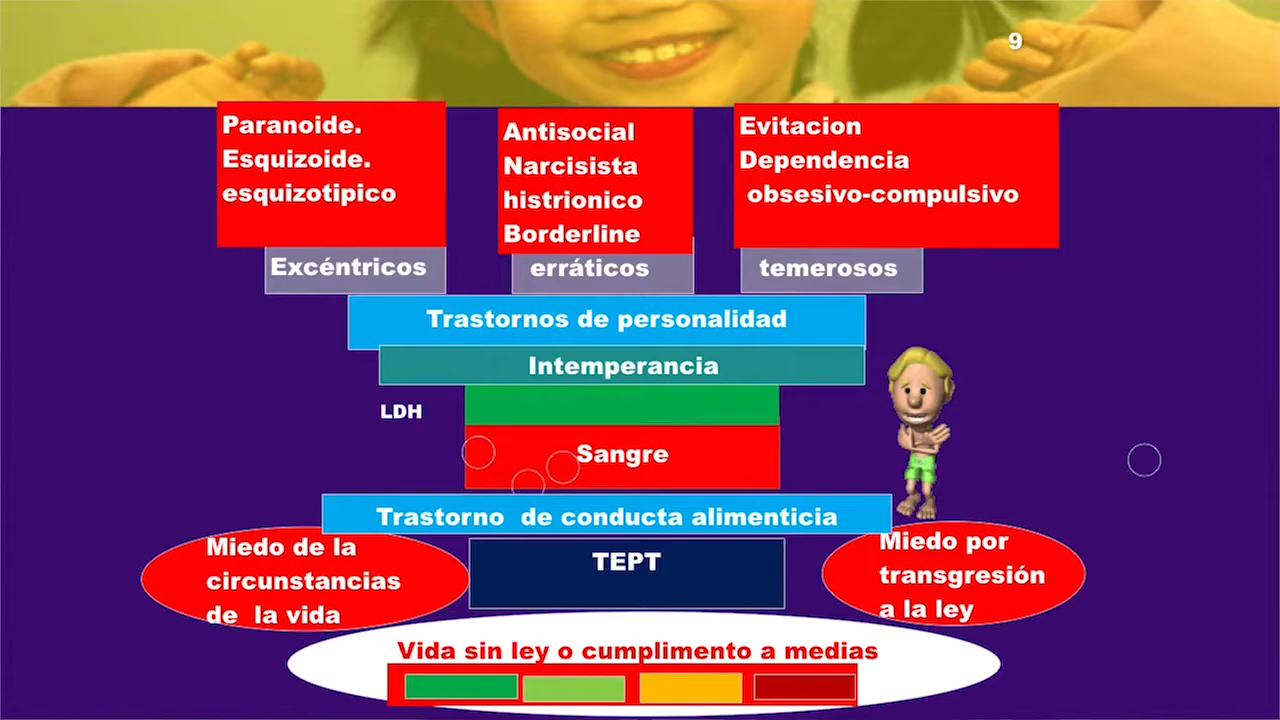 9
Paranoide.
Esquizoide.
esquizotipico
Antisocial
Narcisista
histrionico
Borderline
Evitacion
Dependencia
obsesivo-compulsivo
Excéntricos
erráticos
temerosos
Trastornos de personalidad
Intemperancia
LDH
Sangre
Trastorno de conducta alimenticia
Miedo de la
circunstancias
de la vida
TEPT
Miedo por
transgresión
a la ley
Vida sin ley o cumplimento a medias